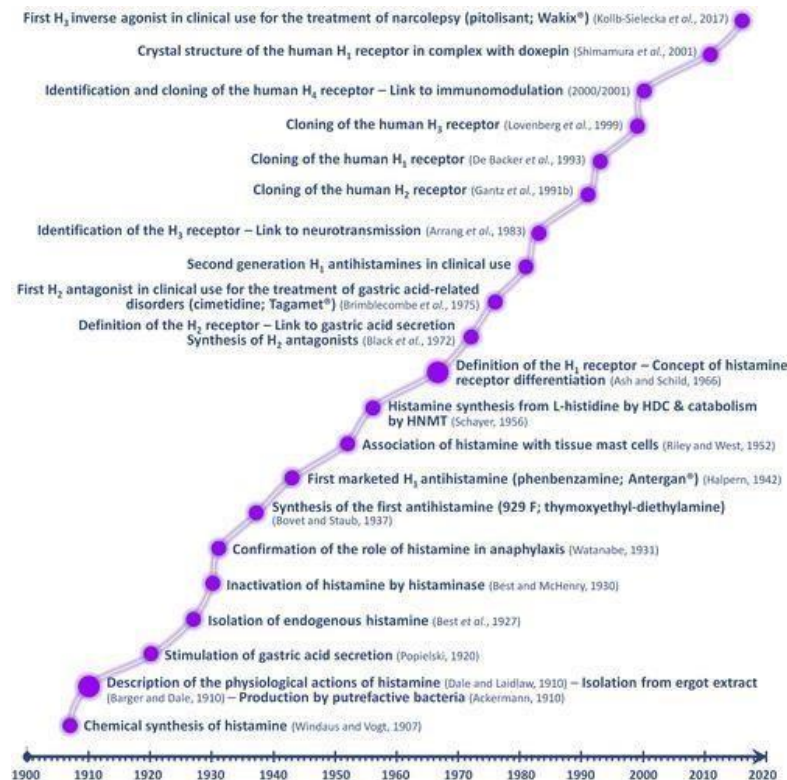 First H₃ inverse agonist in clinical use for the treatment of narcolepsy (pitolisant; Wakix®) (Kollb-Sielecka et al., 2017)
Crystal structure of the human H₁ receptor in complex with doxepin (Shimamura et al., 2001)
Identification and cloning of the human H₄ receptor – Link to immunomodulation (2000/2001)
Cloning of the human H₃ receptor (Lovenberg et al., 1999)
Cloning of the human H₁ receptor (De Backer et al., 1993)
Cloning of the human H₂ receptor (Gantz et al., 1991b)
Identification of the H₃ receptor – Link to neurotransmission (Arrang et al., 1983)
Second generation H₁ antihistamines in clinical use
First H₂ antagonist in clinical use for the treatment of gastric acid-related
disorders (cimetidine; Tagamet®) (Brimblecombe et al., 1975)
Definition of the H₂ receptor – Link to gastric acid secretion
Synthesis of H₂ antagonists (Black et al., 1972)
Definition of the H₁ receptor – Concept of histamine
receptor differentiation (Ash and Schild, 1966)
Histamine synthesis from L-histidine by HDC & catabolism
by HNMT (Schayer, 1956)
Association of histamine with tissue mast cells (Riley and West, 1952)
First marketed H₁ antihistamine (phenbenzamine; Antergan®) (Halpern, 1942)
Synthesis of the first antihistamine (929 F; thymoxyethyl-diethylamine)
(Bovet and Staub, 1937)
Confirmation of the role of histamine in anaphylaxis (Watanabe, 1931)
Inactivation of histamine by histaminase (Best and McHenry, 1930)
Isolation of endogenous histamine (Best et al., 1927)
Stimulation of gastric acid secretion (Popielski, 1920)
Description of the physiological actions of histamine (Dale and Laidlaw, 1910) – Isolation from ergot extract
(Barger and Dale, 1910) – Production by putrefactive bacteria (Ackermann, 1910)
Chemical synthesis of histamine (Windaus and Vogt, 1907)
1900 1910 1920 1930 1940 1950 1960 1970 1980 1990 2000 2010 2020